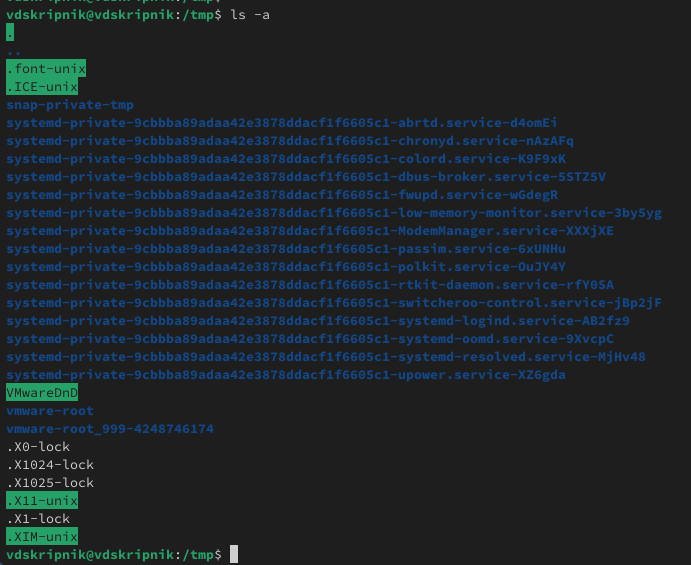 vdskripnik@vdskripnik:/tmp$
vdskripnik@vdskripnik:/tmp$ ls -a
.
..
.font-unix
.ICE-unix
snap-private-tmp
systemd-private-9cbbba89adaa42e3878ddacf1f6605c1-abrtd.service-d4omEi
systemd-private-9cbbba89adaa42e3878ddacf1f6605c1-chronyd.service-nAzAFq
systemd-private-9cbbba89adaa42e3878ddacf1f6605c1-colord.service-K9F9xK
systemd-private-9cbbba89adaa42e3878ddacf1f6605c1-dbus-broker.service-5STZ5V
systemd-private-9cbbba89adaa42e3878ddacf1f6605c1-fwupd.service-wGdegR
systemd-private-9cbbba89adaa42e3878ddacf1f6605c1-low-memory-monitor.service-3by5yg
systemd-private-9cbbba89adaa42e3878ddacf1f6605c1-ModemManager.service-XXXjXE
systemd-private-9cbbba89adaa42e3878ddacf1f6605c1-passim.service-6xUNHu
systemd-private-9cbbba89adaa42e3878ddacf1f6605c1-polkit.service-OuJY4Y
systemd-private-9cbbba89adaa42e3878ddacf1f6605c1-rtkit-daemon.service-rfY0SA
systemd-private-9cbbba89adaa42e3878ddacf1f6605c1-switcheroo-control.service-jBp2jF
systemd-private-9cbbba89adaa42e3878ddacf1f6605c1-systemd-logind.service-AB2fz9
systemd-private-9cbbba89adaa42e3878ddacf1f6605c1-systemd-oomd.service-9XvcpC
systemd-private-9cbbba89adaa42e3878ddacf1f6605c1-systemd-resolved.service-MjHv48
systemd-private-9cbbba89adaa42e3878ddacf1f6605c1-upower.service-XZ6gda
VMwareDnD
vmware-root
vmware-root_999-4248746174
.X0-lock
.X1024-lock
.X1025-lock
.X11-unix
.X1-lock
.XIM-unix
vdskripnik@vdskripnik:/tmp$